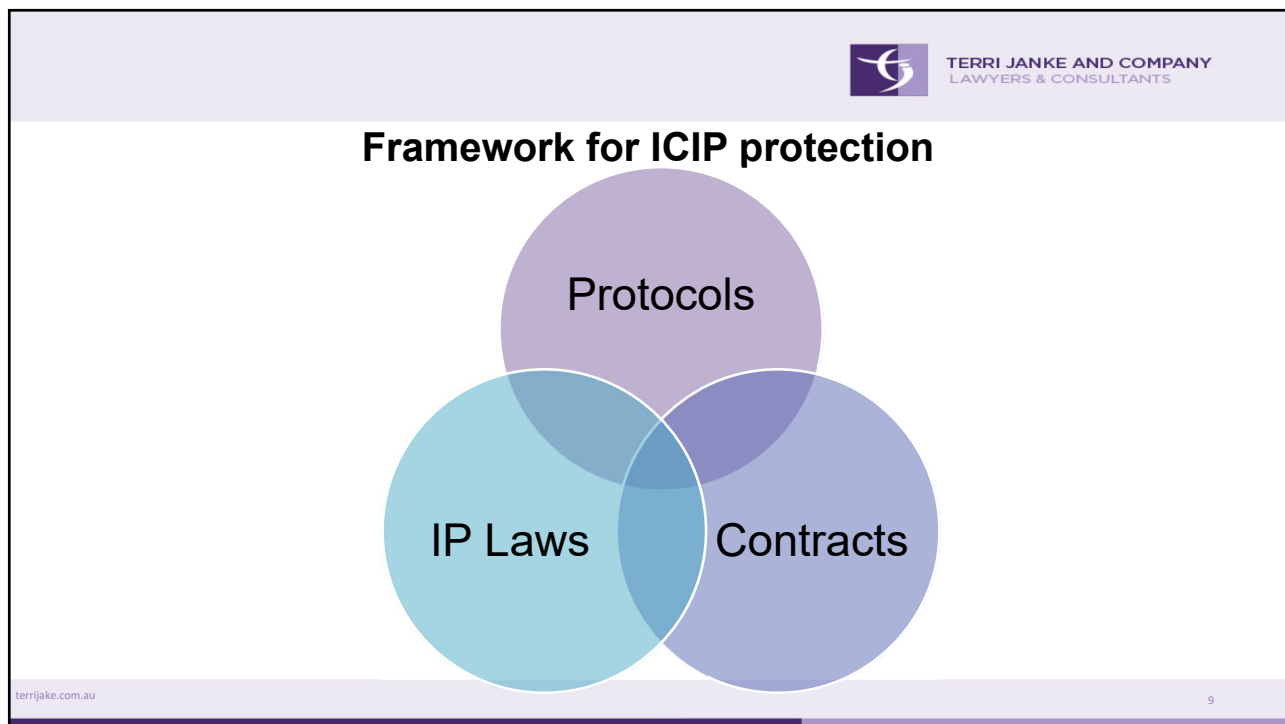 TERRI JANKE AND COMPANY
LAWYERS & CONSULTANTS
Framework for ICIP protection
Protocols
IP Laws
Contracts
terrijake.com.au
9